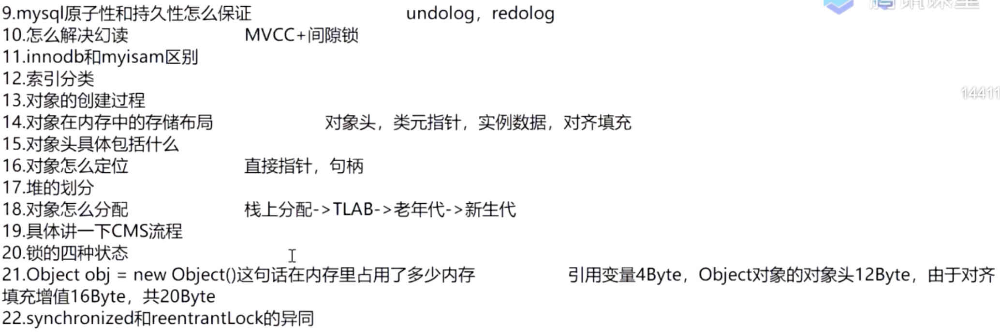 腾讯课堂
9.mysql原子性和持久性怎么保证 undolog，redolog
10.怎么解决幻读 MVCC+间隙锁
11.innodb和myisam区别
12.索引分类
13.对象的创建过程
14411
14.对象在内存中的存储布局 对象头，类元指针，实例数据，对齐填充
15.对象头具体包括什么
16.对象怎么定位 直接指针，句柄
17.堆的划分
18.对象怎么分配 栈上分配->TLAB->老年代->新生代
19.具体讲一下CMS流程
20.锁的四种状态
21.Object obj = new Object()这句话在内存里占用了多少内存 引用变量4Byte，Object对象的对象头12Byte，由于对齐
填充增值16Byte，共20Byte
22.synchronized和reentrantLock的异同